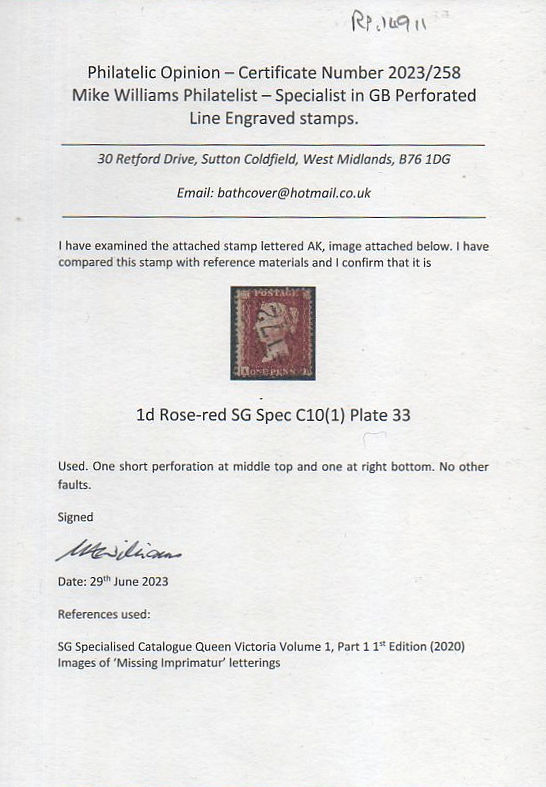 RP.14911
Philatelic Opinion – Certificate Number 2023/258
Mike Williams Philatelist – Specialist in GB Perforated
Line Engraved stamps.
30 Retford Drive, Sutton Coldfield, West Midlands, B76 1DG
Email: bathcover@hotmail.co.uk
I have examined the attached stamp lettered AK, image attached below. I have
compared this stamp with reference materials and I confirm that it is
POSTAGE
ONE PENNY
1d Rose-red SG Spec C10(1) Plate 33
Used. One short perforation at middle top and one at right bottom. No other
faults.
Signed
MWilliams
Date: 29th June 2023
References used:
SG Specialised Catalogue Queen Victoria Volume 1, Part 1 1st Edition (2020)
Images of ‘Missing Imprimatur’ letterings